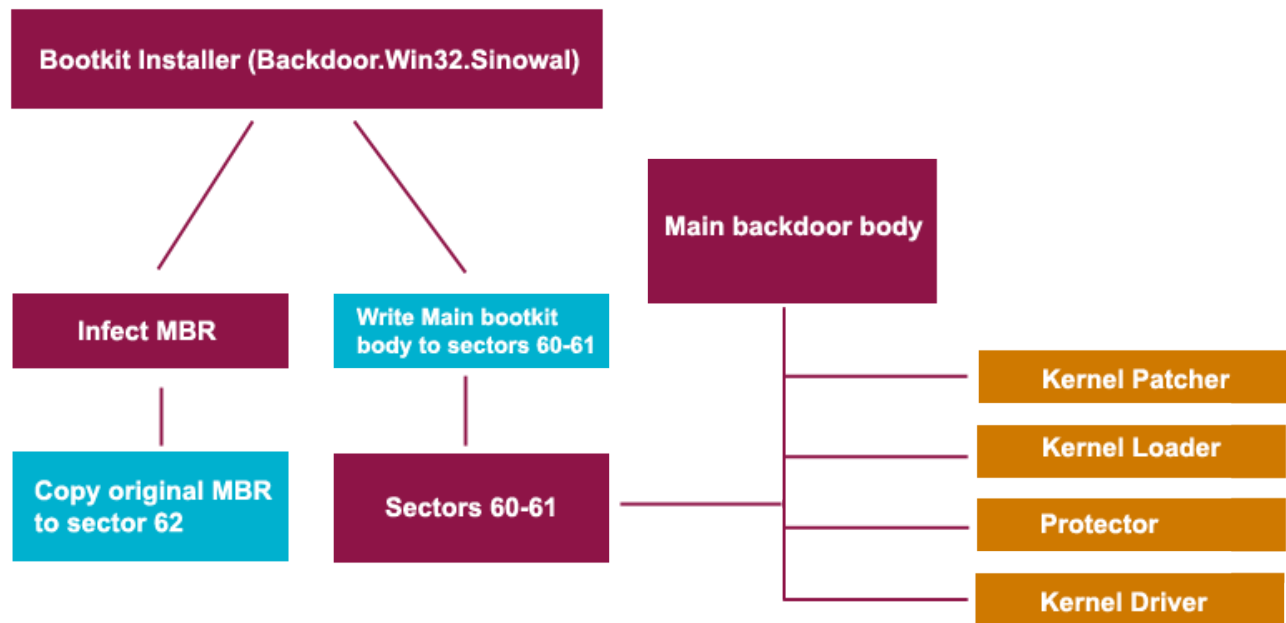 Bootkit Installer (Backdoor.Win32.Sinowal)
Main backdoor body
Infect MBR
Write Main bootkit
body to sectors 60-61
Kernel Patcher
Kernel Loader
Copy original MBR
to sector 62
Sectors 60-61
Protector
Kernel Driver